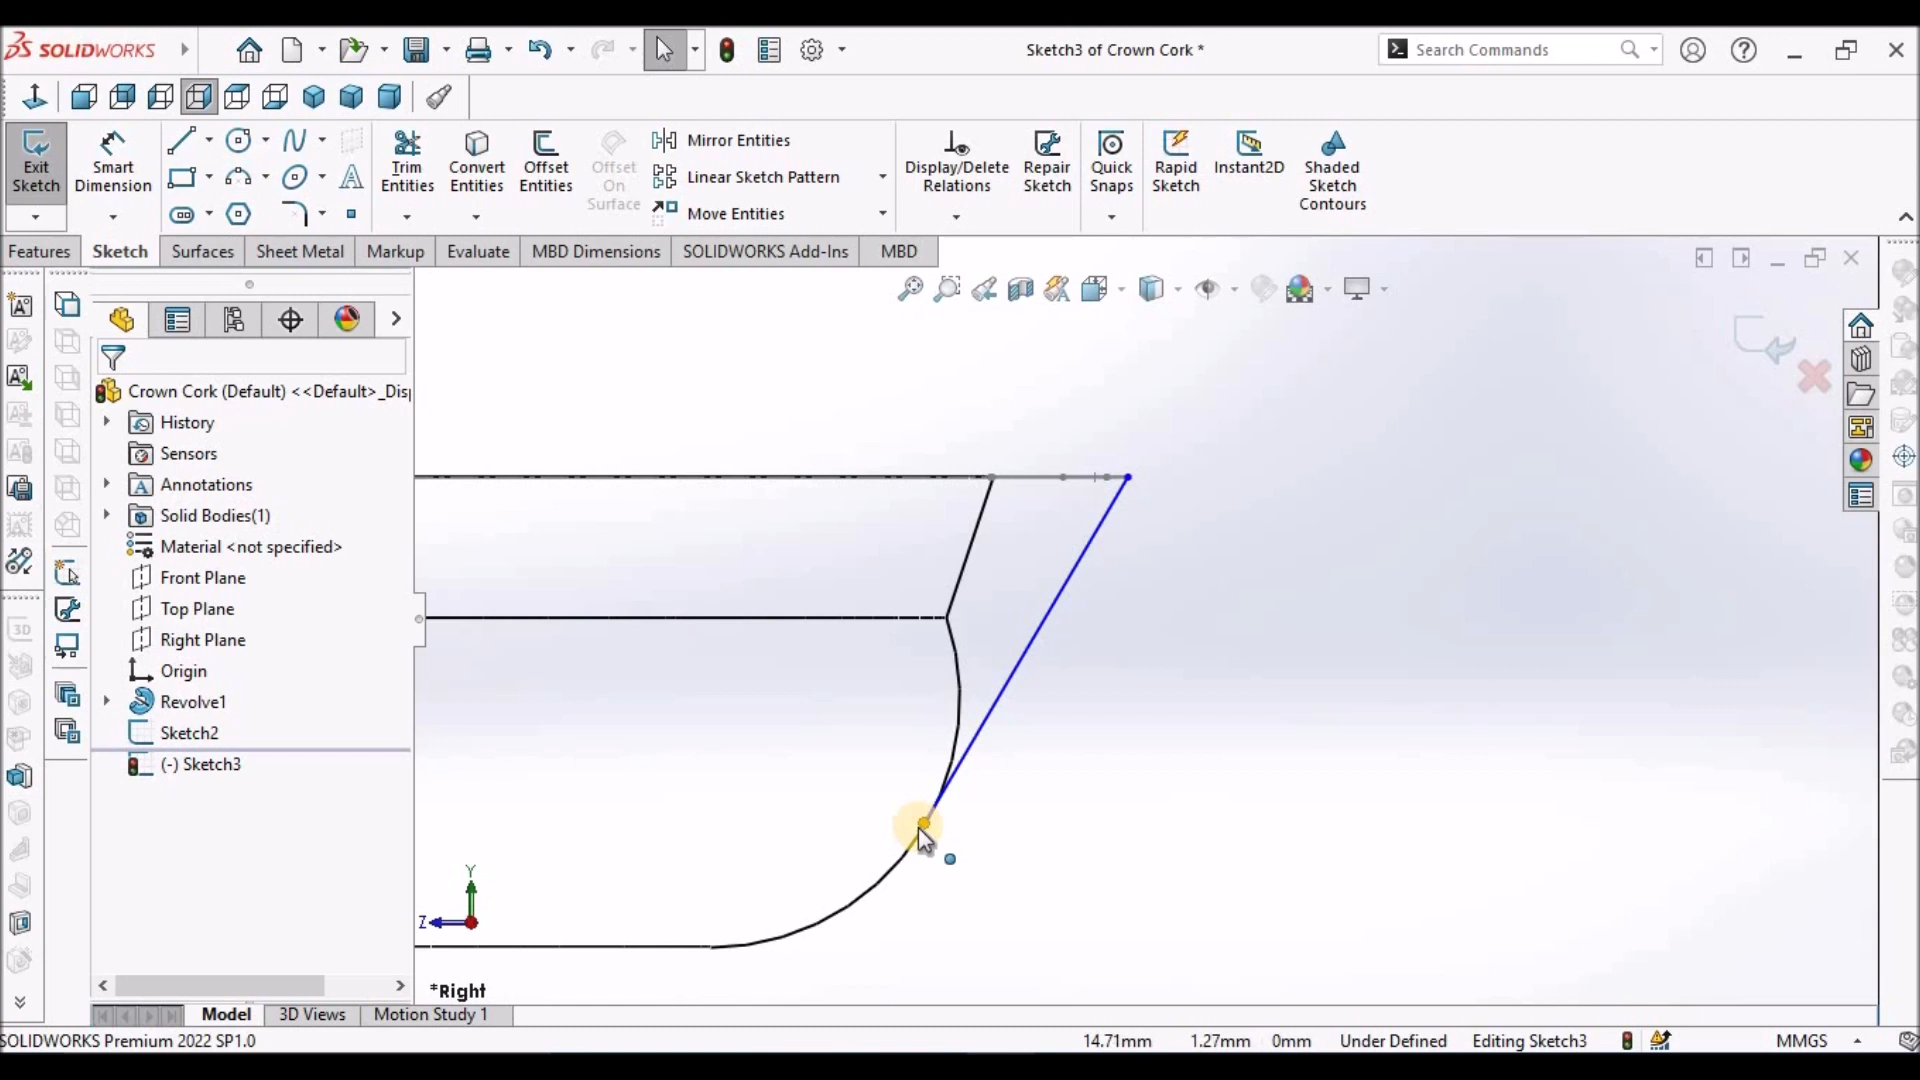 SOLIDWORKS
Sketch3 of Crown Cork *
Search Commands
Exit Sketch
Smart Dimension
Trim Entities
Convert Entities
Offset Entities
Offset On Surface
Mirror Entities
Linear Sketch Pattern
Move Entities
Display/Delete Relations
Repair Sketch
Quick Snaps
Rapid Sketch
Instant2D
Shaded Sketch Contours
Features
Sketch
Surfaces
Sheet Metal
Markup
Evaluate
MBD Dimensions
SOLIDWORKS Add-Ins
MBD
Crown Cork (Default) <<Default>_Disp
History
Sensors
Annotations
Solid Bodies(1)
Material <not specified>
Front Plane
Top Plane
Right Plane
Origin
Revolve1
Sketch2
(-) Sketch3
3D
Y
Z
*Right
Model
3D Views
Motion Study 1
SOLIDWORKS Premium 2022 SP1.0
14.71mm
1.27mm
0mm
Under Defined
Editing Sketch3
MMGS